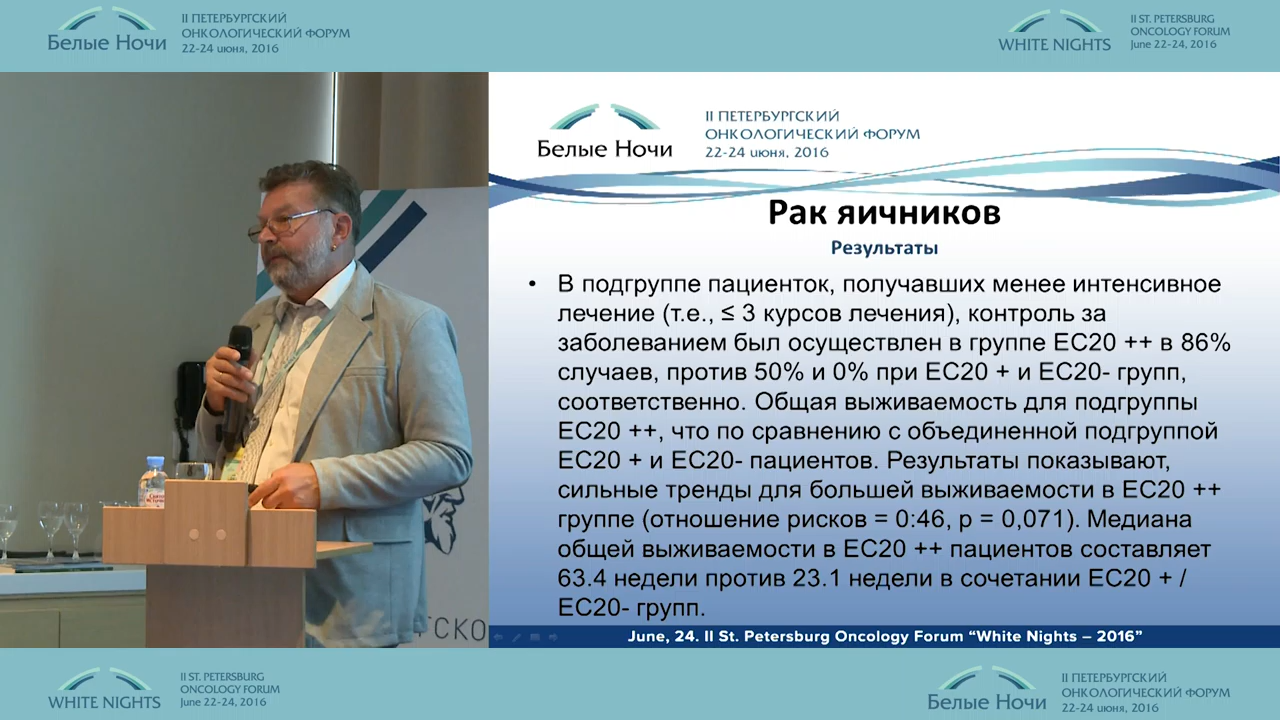 Белые Ночи
II ПЕТЕРБУРГСКИЙ
ОНКОЛОГИЧЕСКИЙ ФОРУМ
22-24 июня, 2016
WHITE NIGHTS
II ST. PETERSBURG
ONCOLOGY FORUM
June 22-24, 2016
Белые Ночи
II ПЕТЕРБУРГСКИЙ
ОНКОЛОГИЧЕСКИЙ ФОРУМ
22-24 июня, 2016
Рак яичников
Результаты
• В подгруппе пациенток, получавших менее интенсивное
лечение (т.е., ≤ 3 курсов лечения), контроль за
заболеванием был осуществлен в группе EC20 ++ в 86%
случаев, против 50% и 0% при EC20 + и EC20- групп,
соответственно. Общая выживаемость для подгруппы
EC20 ++, что по сравнению с объединенной подгруппой
EC20 + и EC20- пациентов. Результаты показывают,
сильные тренды для большей выживаемости в EC20 ++
группе (отношение рисков = 0:46, p = 0,071). Медиана
общей выживаемости в EC20 ++ пациентов составляет
63.4 недели против 23.1 недели в сочетании EC20 + /
EC20- групп.
ГСКО
June, 24. II St. Petersburg Oncology Forum “White Nights – 2016”
WHITE NIGHTS
II ST. PETERSBURG
ONCOLOGY FORUM
June 22-24, 2016
Белые Ночи
II ПЕТЕРБУРГСКИЙ
ОНКОЛОГИЧЕСКИЙ ФОРУМ
22-24 июня, 2016